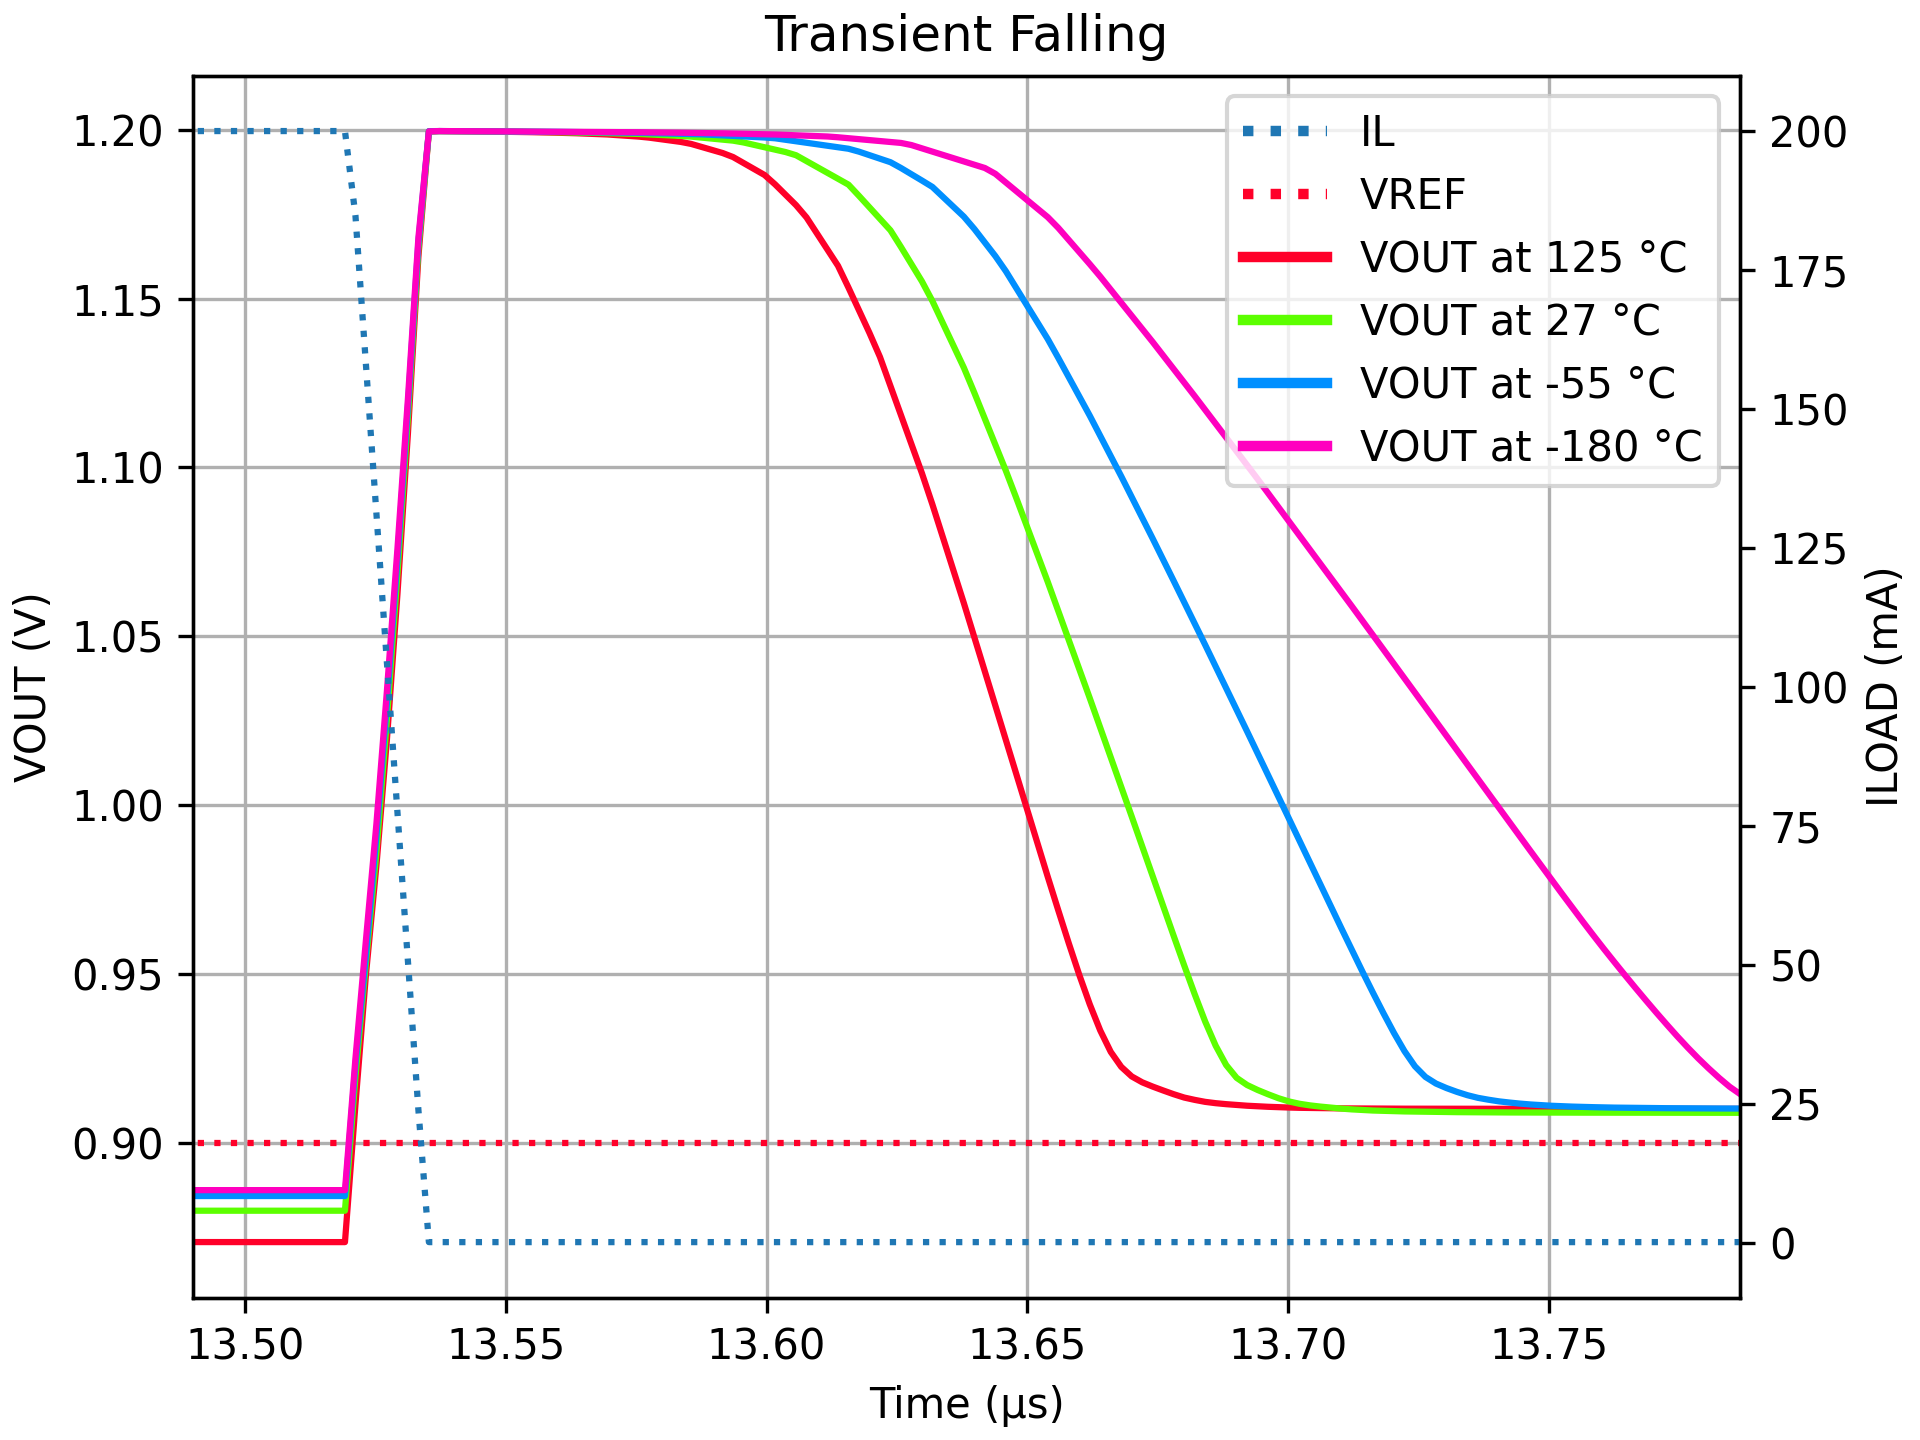 Transient Falling
1.20
1.15
1.10
1.05
1.00
0.95
0.90
VOUT (V)
IL
VREF
VOUT at 125 °C
VOUT at 27 °C
VOUT at -55 °C
VOUT at -180 °C
200
175
150
125
100
75
50
25
0
ILOAD (mA)
13.50 13.55 13.60 13.65 13.70 13.75
Time (µs)